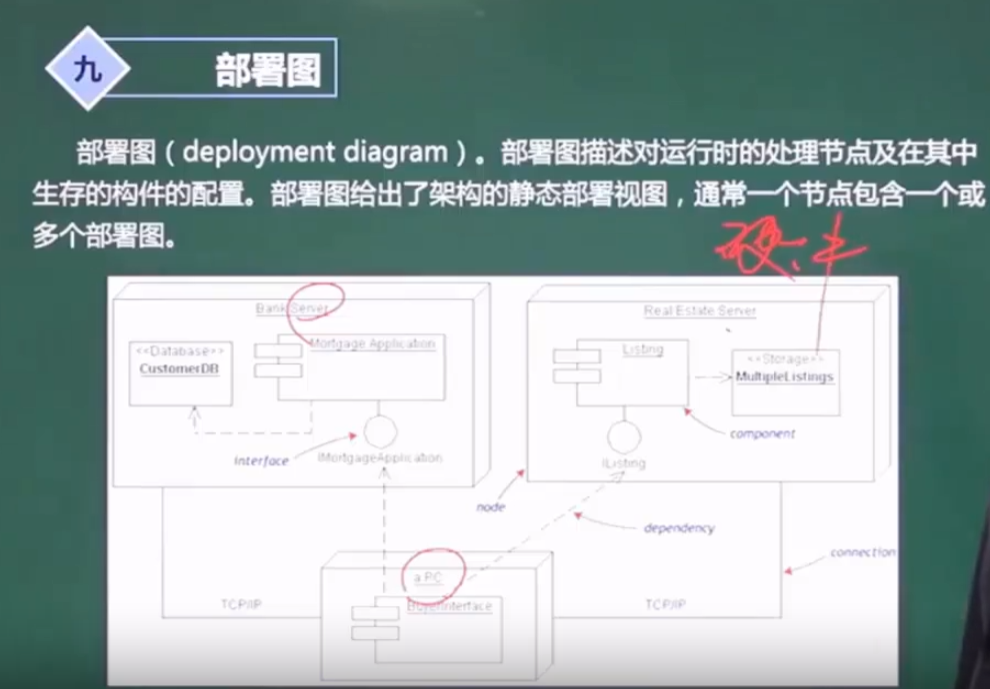 九
部署图
部署图（deployment diagram）。部署图描述对运行时的处理节点及在其中
生存的构件的配置。部署图给出了架构的静态部署视图，通常一个节点包含一个或
多个部署图。
硬
Bank Server
Real Estate Server
<<Database>>
CustomerDB
Mortgage Application
Listing
<<Storage>>
MultipleListings
component
interface
IMortgageApplication
IListing
node
dependency
connection
a PC
TCP/IP
BuyerInterface
TCP/IP